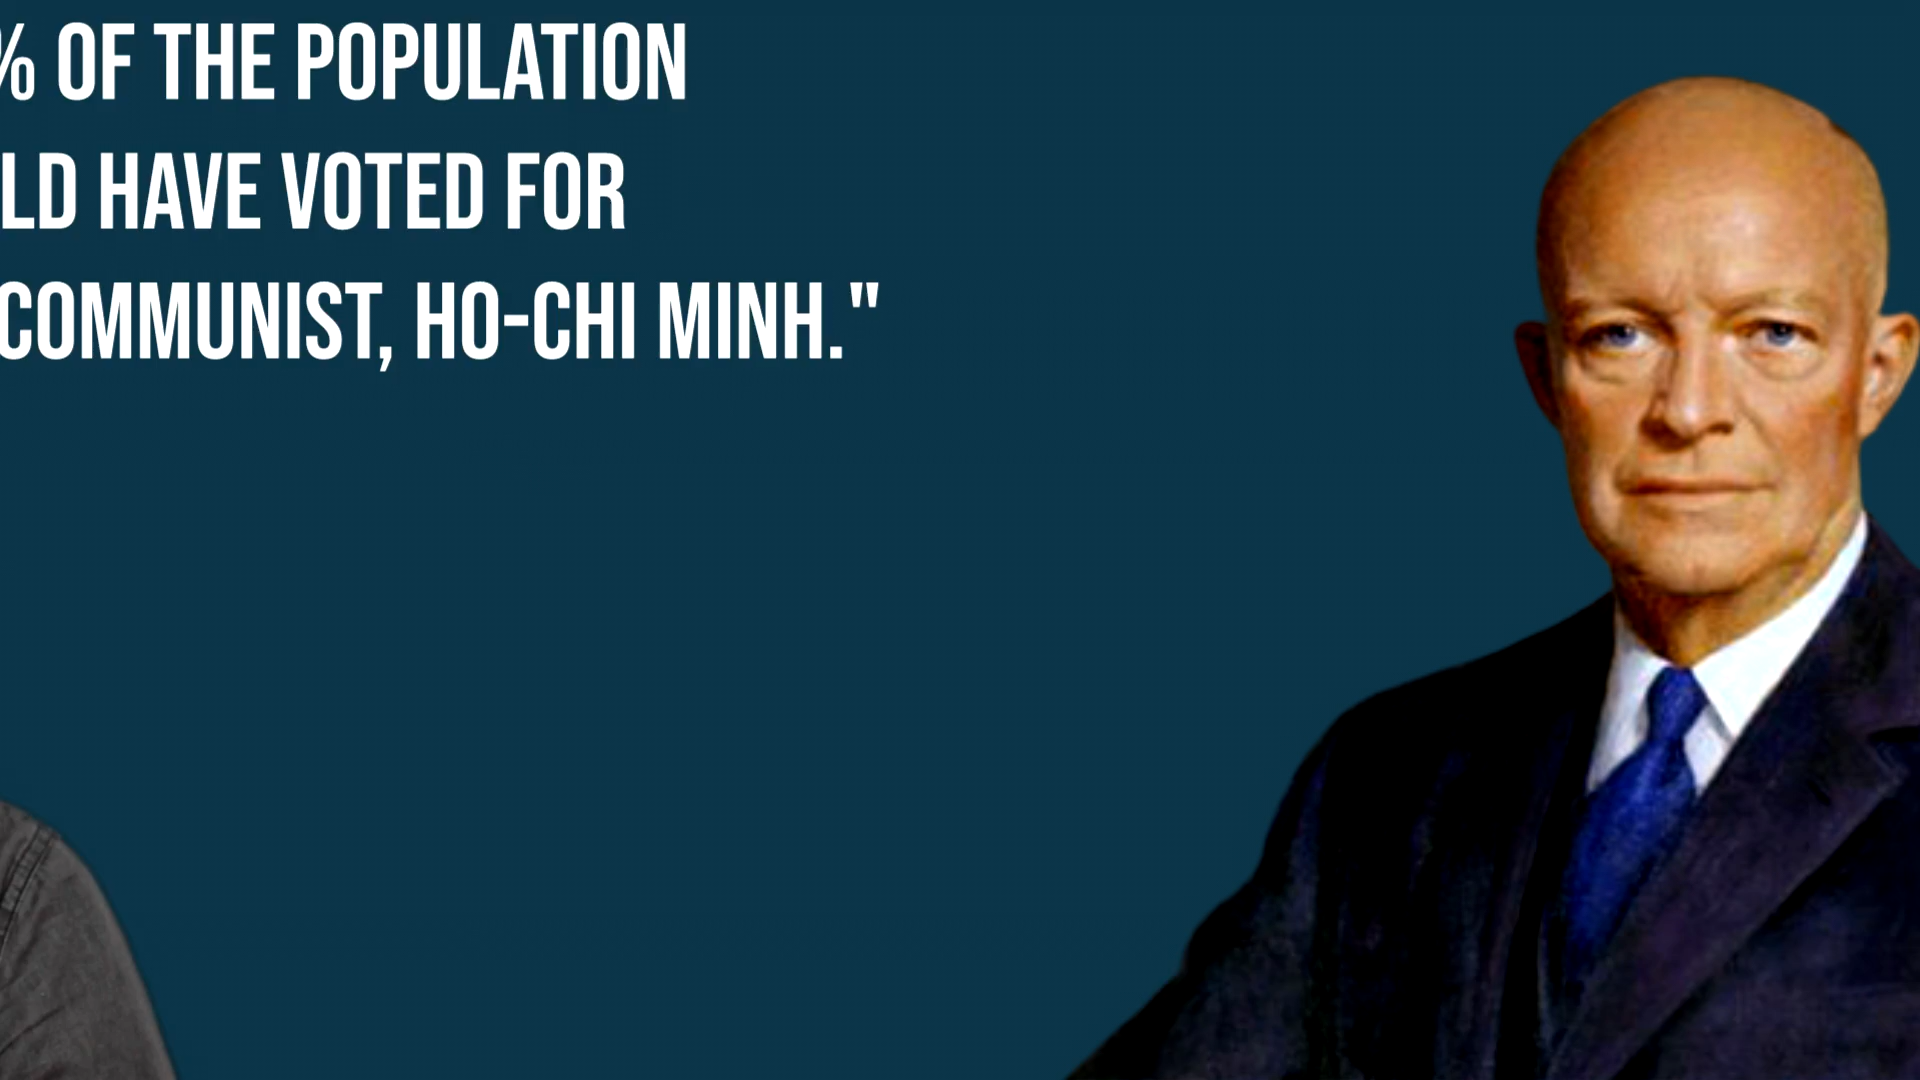 % OF THE POPULATION
LD HAVE VOTED FOR
COMMUNIST, HO-CHI MINH."